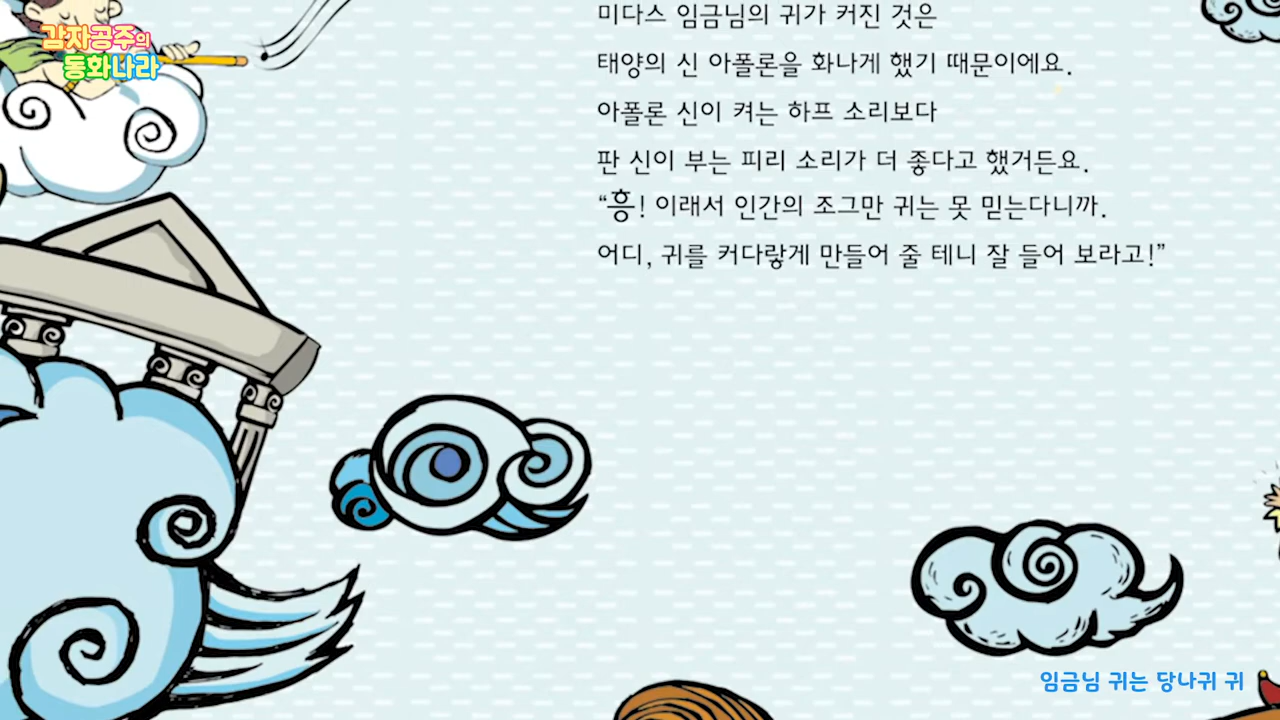 감자공주의
동화나라
미다스 임금님의 귀가 커진 것은
태양의 신 아폴론을 화나게 했기 때문이에요.
아폴론 신이 켜는 하프 소리보다
판 신이 부는 피리 소리가 더 좋다고 했거든요.
“흥! 이래서 인간의 조그만 귀는 못 믿는다니까.
어디, 귀를 커다랗게 만들어 줄 테니 잘 들어 보라고!”
임금님 귀는 당나귀 귀